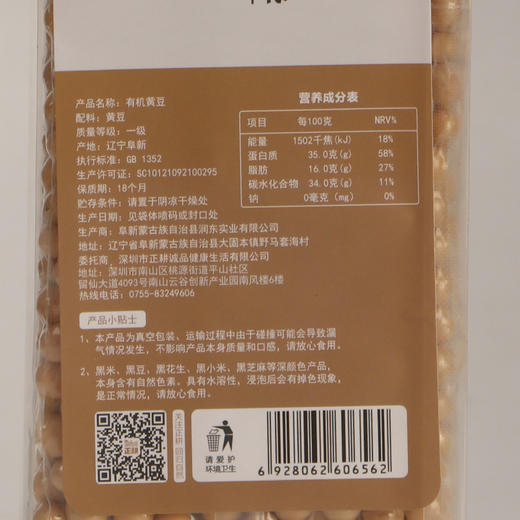 产品名称：有机黄豆
配料：黄豆
质量等级：一级
产地：辽宁阜新
执行标准：GB 1352
生产许可证：SC10121092100295
保质期：18个月
贮存条件：请置于阴凉干燥处
生产日期：见袋体喷码或封口处
生产商：阜新蒙古族自治县润东实业有限公司
地址：辽宁省阜新蒙古族自治县大固本镇野马套海村
委托商：深圳市正耕诚品健康生活有限公司
地址：深圳市南山区桃源街道平山社区
留仙大道4093号南山云谷创新产业园南风楼6楼
热线电话：0755-83249606
营养成分表
项目 每100克 NRV%
能量 1502千焦(kJ) 18%
蛋白质 35.0克(g) 58%
脂肪 16.0克(g) 27%
碳水化合物 34.0克(g) 11%
钠 0毫克(mg) 0%
产品小贴士
1、本产品为真空包装、运输过程中由于碰撞可能会导致漏
气情况发生，不影响产品本身质量和口感，请放心食用。
2、黑米、黑豆、黑花生、黑小米、黑芝麻等深颜色产品，
本身含有自然色素。具有水溶性，浸泡后会有掉色现象，
是正常情况，请放心食用。
正耕
关注正耕 回归自然
请爱护
环境卫生
6 928062 606562